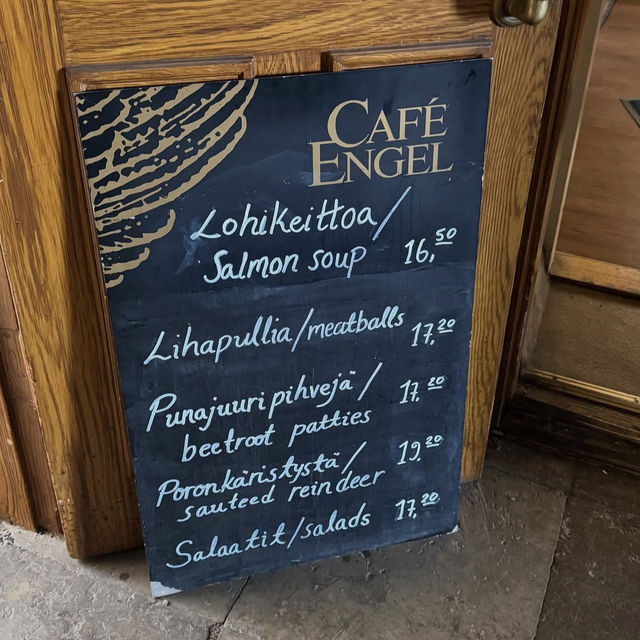 CAFÉ
ENGEL
Lohikeittoa/
Salmon soup 16,50
Lihapullia/meatballs 17,20
Punajuuripihvejä/
beetroot patties 17,20
Poronkäristystä/
sauteed reindeer 19,20
Salaatit/salads 17,20